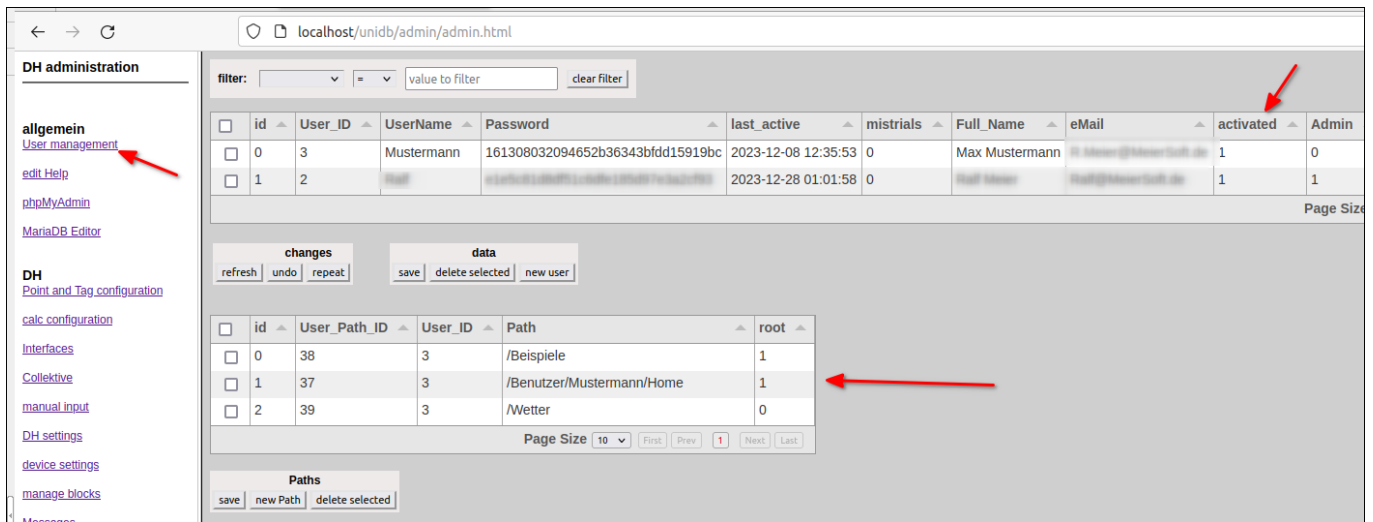 localhost/unidb/admin/admin.html
DH administration
allgemein
User management
edit Help
phpMyAdmin
MariaDB Editor
DH
Point and Tag configuration
calc configuration
Interfaces
Collektive
manual input
DH settings
device settings
manage blocks
Messages
filter: = value to filter clear filter
id User_ID UserName Password last_active mistrials Full_Name eMail activated Admin
0 3 Mustermann 161308032094652b36343bfdd15919bc 2023-12-08 12:35:53 0 Max Mustermann 1 0
1 2 2023-12-28 01:01:58 0 1 1
Page Size
changes data
refresh undo repeat save delete selected new user
id User_Path_ID User_ID Path root
0 38 3 /Beispiele 1
1 37 3 /Benutzer/Mustermann/Home 1
2 39 3 /Wetter 0
Page Size 10 First Prev 1 Next Last
Paths
save new Path delete selected